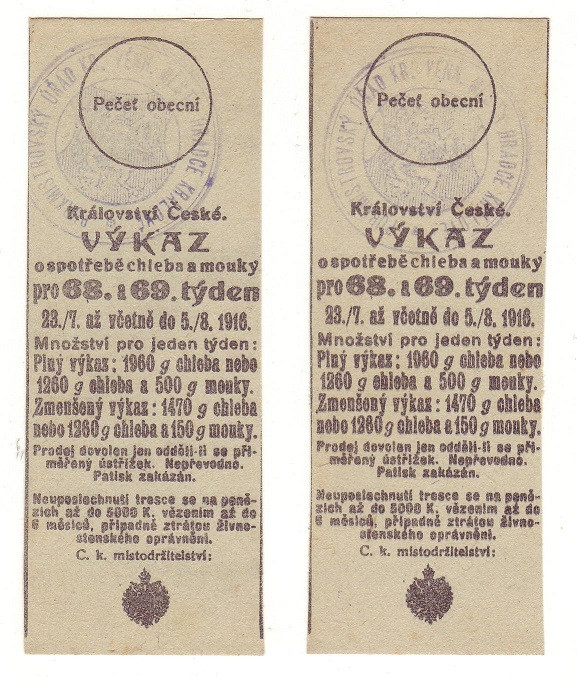 Pečeť obecní
Království České.
VÝKAZ
o spotřebě chleba a mouky
pro 68. a 69. týden
23./7. až včetně do 5./8. 1916.
Množství pro jeden týden:
Plný výkaz: 1960 g chleba nebo
1260 g chleba a 500 g mouky.
Zmenšený výkaz: 1470 g chleba
nebo 1260 g chleba a 150 g mouky.
Prodej dovolen jen oddělí-li se při-
měřený ústřižek. Nepřevodno.
Patisk zakázán.
Neuposlechnutí tresce se na peně-
zích až do 5000 K, vězením až do
6 měsíců, případně ztrátou živno-
stenského oprávnění.
C. k. místodržitelství:
Pečeť obecní
Království České.
VÝKAZ
o spotřebě chleba a mouky
pro 68. a 69. týden
23./7. až včetně do 5./8. 1916.
Množství pro jeden týden:
Plný výkaz: 1960 g chleba nebo
1260 g chleba a 500 g mouky.
Zmenšený výkaz: 1470 g chleba
nebo 1260 g chleba a 150 g mouky.
Prodej dovolen jen oddělí-li se při-
měřený ústřižek. Nepřevodno.
Patisk zakázán.
Neuposlechnutí tresce se na peně-
zích až do 5000 K, vězením až do
6 měsíců, případně ztrátou živno-
stenského oprávnění.
C. k. místodržitelství: